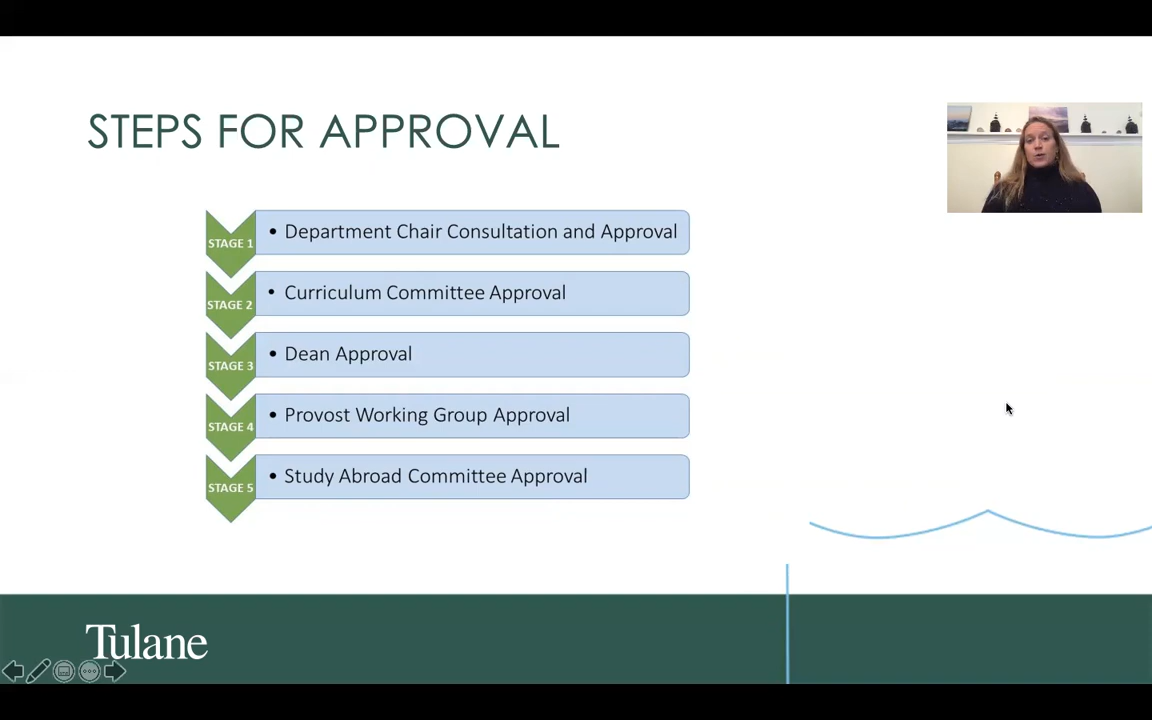 STEPS FOR APPROVAL
STAGE 1
• Department Chair Consultation and Approval
STAGE 2
• Curriculum Committee Approval
STAGE 3
• Dean Approval
STAGE 4
• Provost Working Group Approval
STAGE 5
• Study Abroad Committee Approval
Tulane